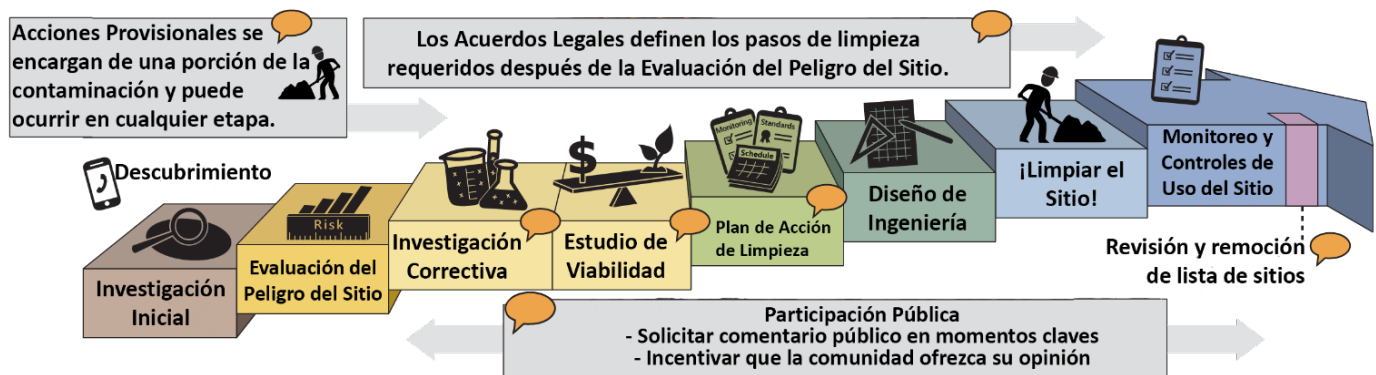 Acciones Provisionales se
encargan de una porción de la
contaminación y puede
ocurrir en cualquier etapa.
Los Acuerdos Legales definen los pasos de limpieza
requeridos después de la Evaluación del Peligro del Sitio.
Descubrimiento
Investigación
Inicial
Risk
Evaluación del
Peligro del Sitio
Investigación
Correctiva
$
Estudio de
Viabilidad
Monitoring
Standards
Schedule
Plan de Acción
de Limpieza
Diseño de
Ingeniería
¡Limpiar el
Sitio!
Monitoreo y
Controles de
Uso del Sitio
Revisión y remoción
de lista de sitios
Participación Pública
- Solicitar comentario público en momentos claves
- Incentivar que la comunidad ofrezca su opinión